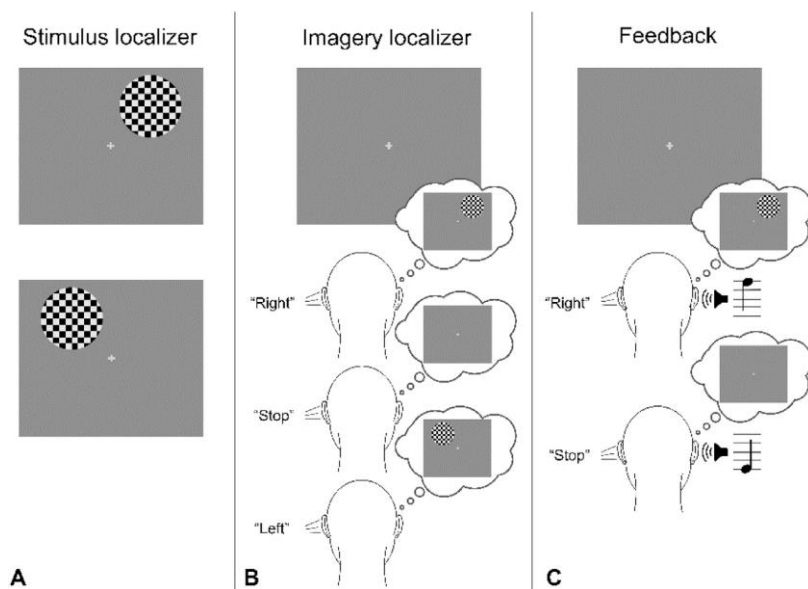 Stimulus localizer
Imagery localizer
Feedback
"Right"
"Stop"
"Left"
"Right"
"Stop"
A
B
C